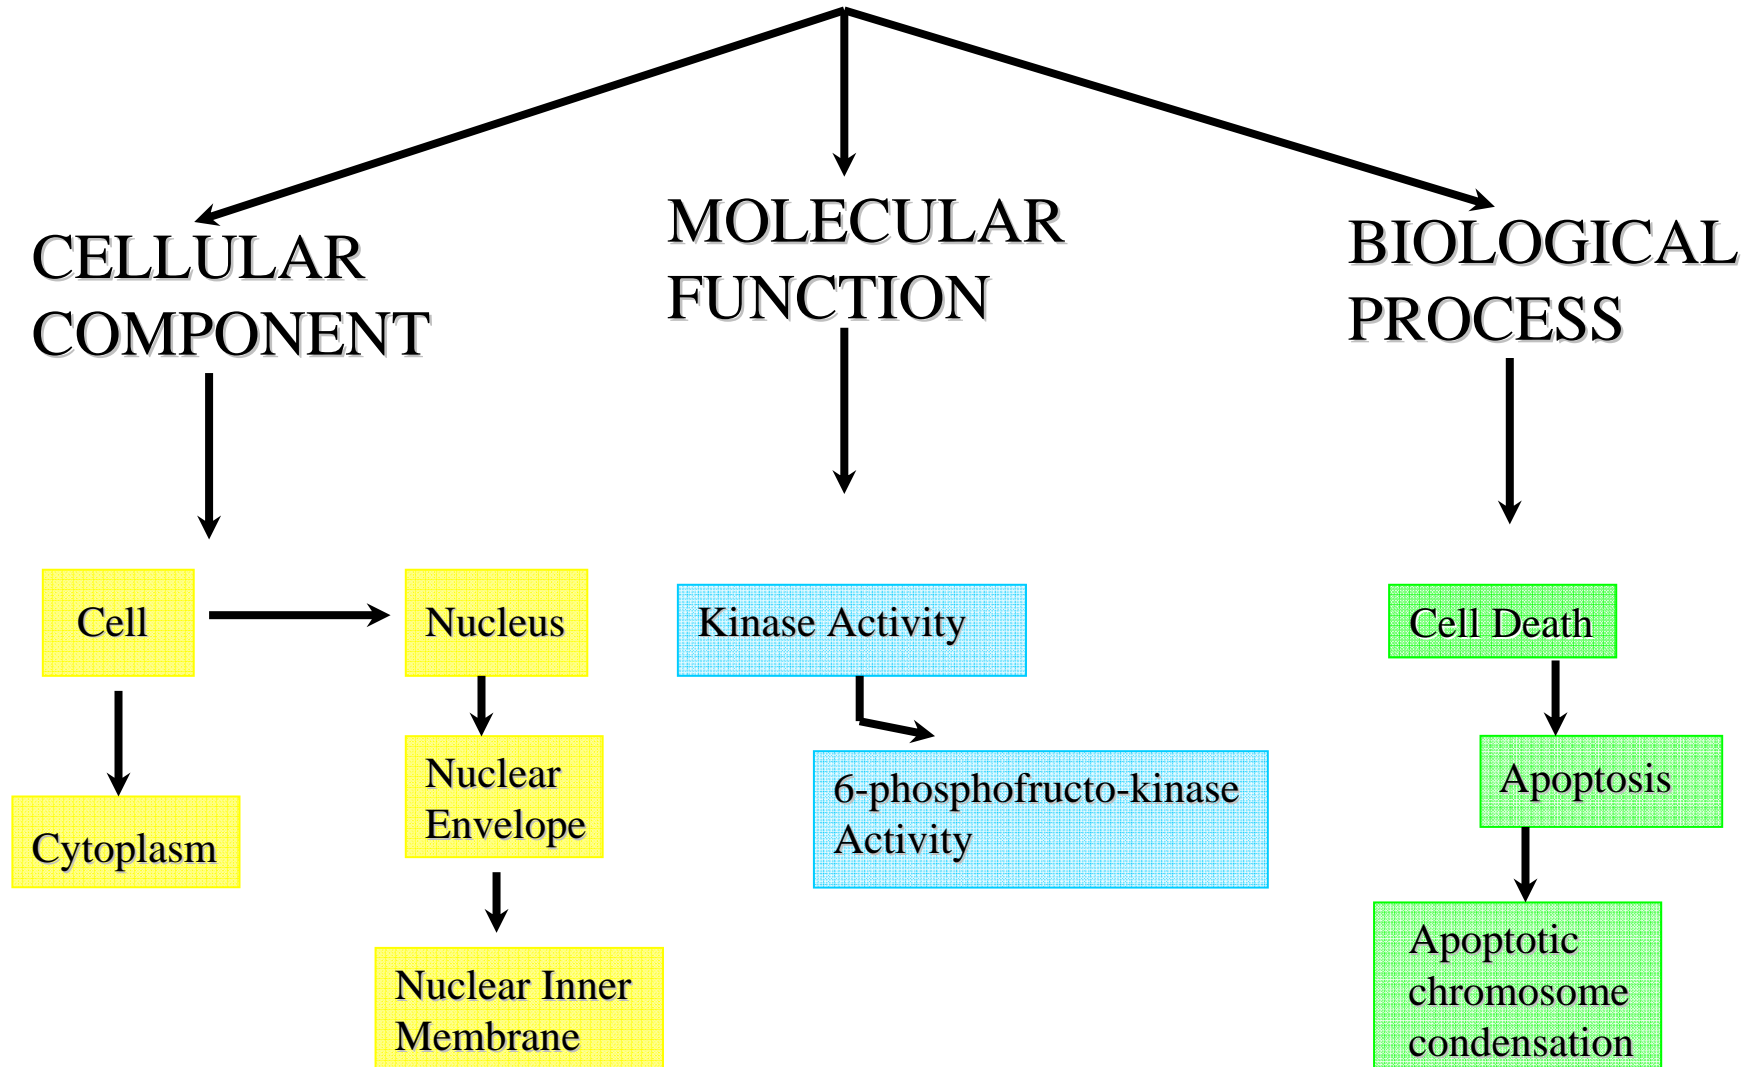 CELLULAR
COMPONENT
MOLECULAR
FUNCTION
BIOLOGICAL
PROCESS
Cell
Nucleus
Cytoplasm
Nuclear
Envelope
Nuclear Inner
Membrane
Kinase Activity
6-phosphofructo-kinase
Activity
Cell Death
Apoptosis
Apoptotic
chromosome
condensation